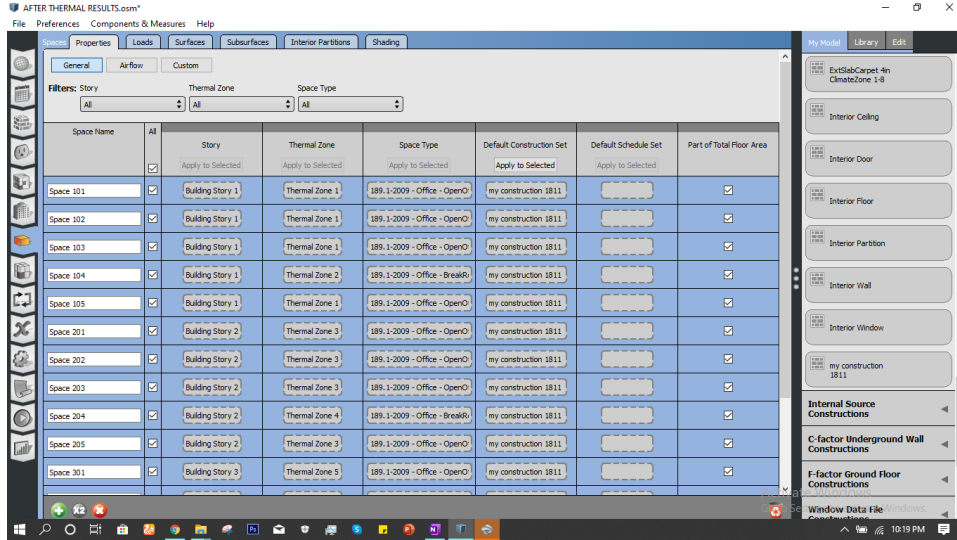 AFTER THERMAL RESULTS.osm*
File Preferences Components & Measures Help
Spaces Properties Loads Surfaces Subsurfaces Interior Partitions Shading
My Model Library Edit
General Airflow Custom
Filters: Story Thermal Zone Space Type
All All All
Space Name All Story Thermal Zone Space Type Default Construction Set Default Schedule Set Part of Total Floor Area
Apply to Selected Apply to Selected Apply to Selected Apply to Selected Apply to Selected
Space 101 Building Story 1 Thermal Zone 1 189.1-2009 - Office - OpenO my construction 1811
Space 102 Building Story 1 Thermal Zone 1 189.1-2009 - Office - OpenO my construction 1811
Space 103 Building Story 1 Thermal Zone 1 189.1-2009 - Office - OpenO my construction 1811
Space 104 Building Story 1 Thermal Zone 2 189.1-2009 - Office - BreakR my construction 1811
Space 105 Building Story 1 Thermal Zone 1 189.1-2009 - Office - OpenO my construction 1811
Space 201 Building Story 2 Thermal Zone 3 189.1-2009 - Office - OpenO my construction 1811
Space 202 Building Story 2 Thermal Zone 3 189.1-2009 - Office - OpenO my construction 1811
Space 203 Building Story 2 Thermal Zone 3 189.1-2009 - Office - OpenO my construction 1811
Space 204 Building Story 2 Thermal Zone 4 189.1-2009 - Office - BreakR my construction 1811
Space 205 Building Story 2 Thermal Zone 3 189.1-2009 - Office - OpenO my construction 1811
Space 301 Building Story 3 Thermal Zone 5 189.1-2009 - Office - OpenO my construction 1811
ExtSlabCarpet 4in
ClimateZone 1-8
Interior Ceiling
Interior Door
Interior Floor
Interior Partition
Interior Wall
Interior Window
my construction
1811
Internal Source
Constructions
C-factor Underground Wall
Constructions
F-factor Ground Floor
Constructions
Window Data File
Constructions
X2
10:19 PM